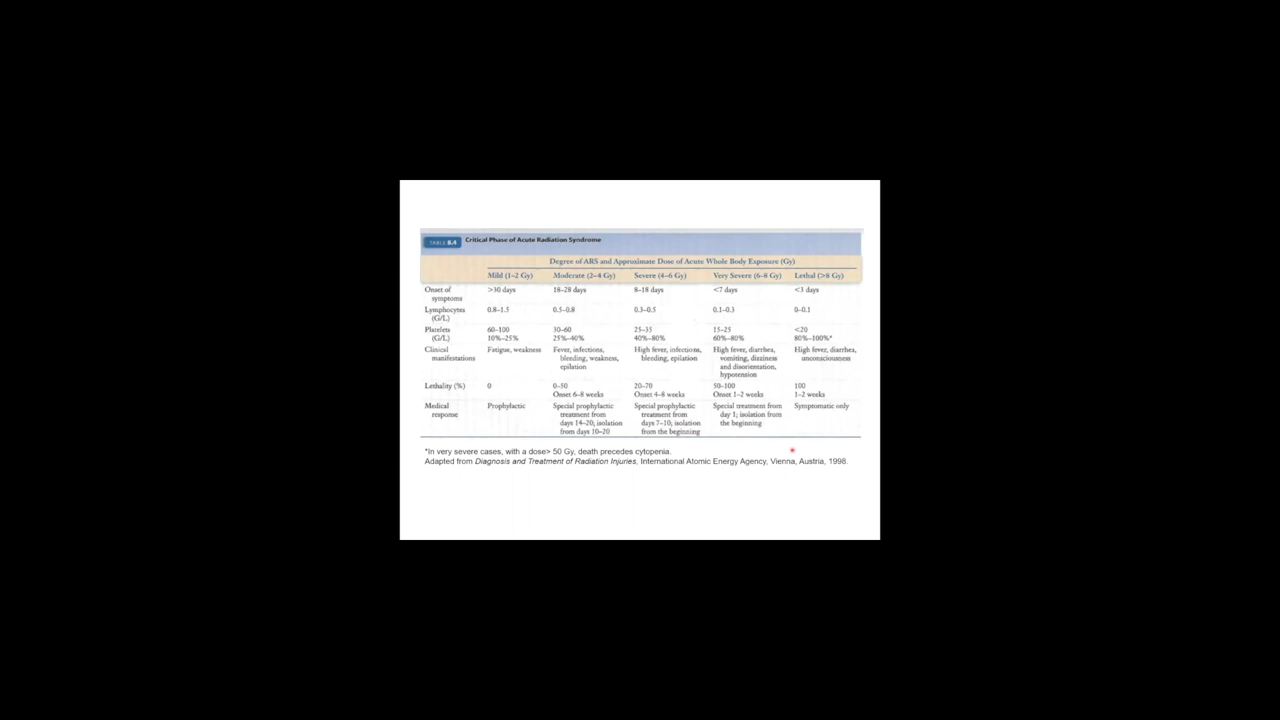 TABLE 8.4 Critical Phase of Acute Radiation Syndrome
Degree of ARS and Approximate Dose of Acute Whole Body Exposure (Gy)
Mild (1–2 Gy) Moderate (2–4 Gy) Severe (4–6 Gy) Very Severe (6–8 Gy) Lethal (>8 Gy)
Onset of >30 days 18–28 days 8–18 days <7 days <3 days
symptoms
Lymphocytes 0.8–1.5 0.5–0.8 0.3–0.5 0.1–0.3 0–0.1
(G/L)
Platelets 60–100 30–60 25–35 15–25 <20
(G/L) 10%–25% 25%–40% 40%–80% 60%–80% 80%–100%*
Clinical Fatigue, weakness Fever, infections, High fever, infections, High fever, diarrhea, High fever, diarrhea,
manifestations bleeding, weakness, bleeding, epilation vomiting, dizziness unconsciousness
epilation and disorientation,
hypotension
Lethality (%) 0 0–50 20–70 50–100 100
Onset 6–8 weeks Onset 4–8 weeks Onset 1–2 weeks 1–2 weeks
Medical Prophylactic Special prophylactic Special prophylactic Special treatment from Symptomatic only
response treatment from treatment from day 1; isolation from
days 14–20; isolation days 7–10; isolation the beginning
from days 10–20 from the beginning
*In very severe cases, with a dose> 50 Gy, death precedes cytopenia.
Adapted from Diagnosis and Treatment of Radiation Injuries, International Atomic Energy Agency, Vienna, Austria, 1998.